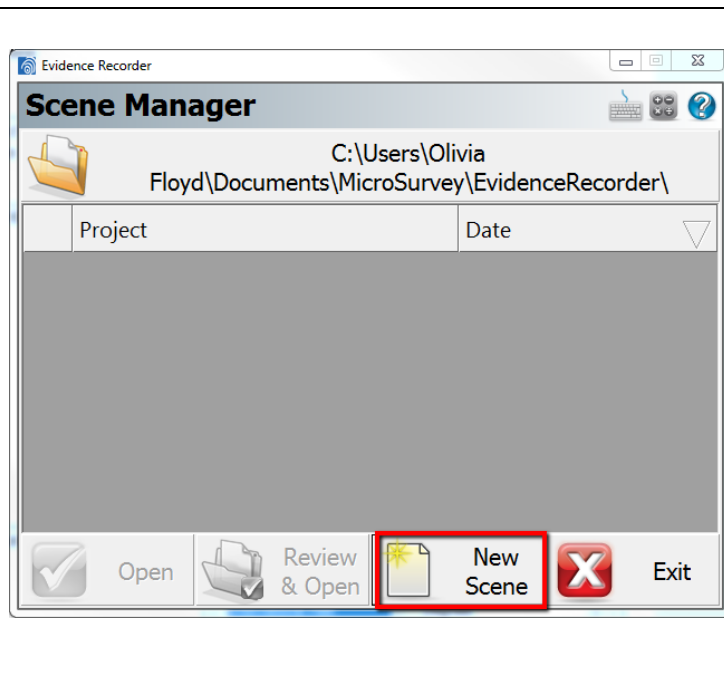 Evidence Recorder
Scene Manager
C:\Users\Olivia
Floyd\Documents\MicroSurvey\EvidenceRecorder\
Project Date
Open
Review
& Open
New
Scene
Exit